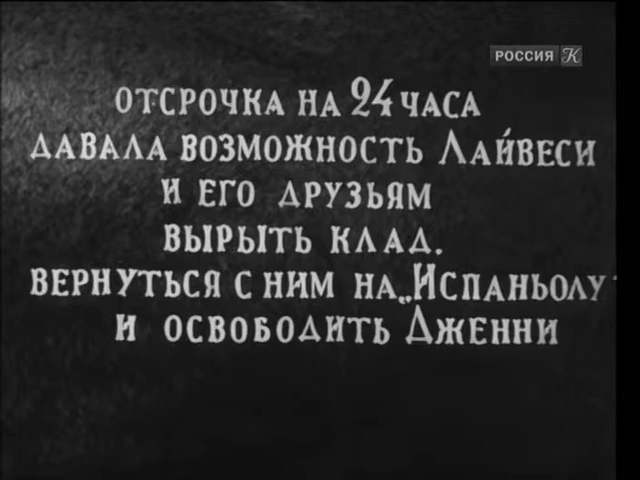 РОССИЯ К
ОТСРОЧКА НА 24 ЧАСА
ДАВАЛА ВОЗМОЖНОСТЬ ЛАЙВЕСИ
И ЕГО ДРУЗЬЯМ
ВЫРЫТЬ КЛАД.
ВЕРНУТЬСЯ С НИМ НА „ИСПАНЬОЛУ"
И ОСВОБОДИТЬ ДЖЕННИ